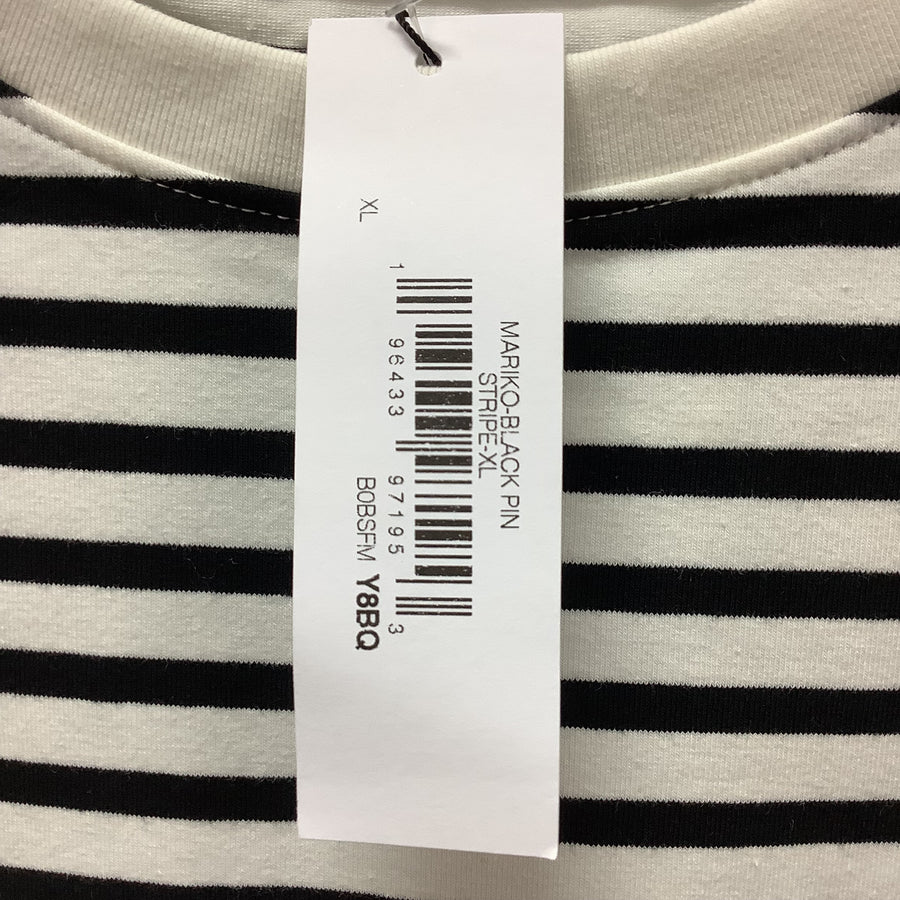 MARIKO-BLACK PIN
STRIPE-XL
1 96433 97195 3
XL
B0BSFM Y8BQ